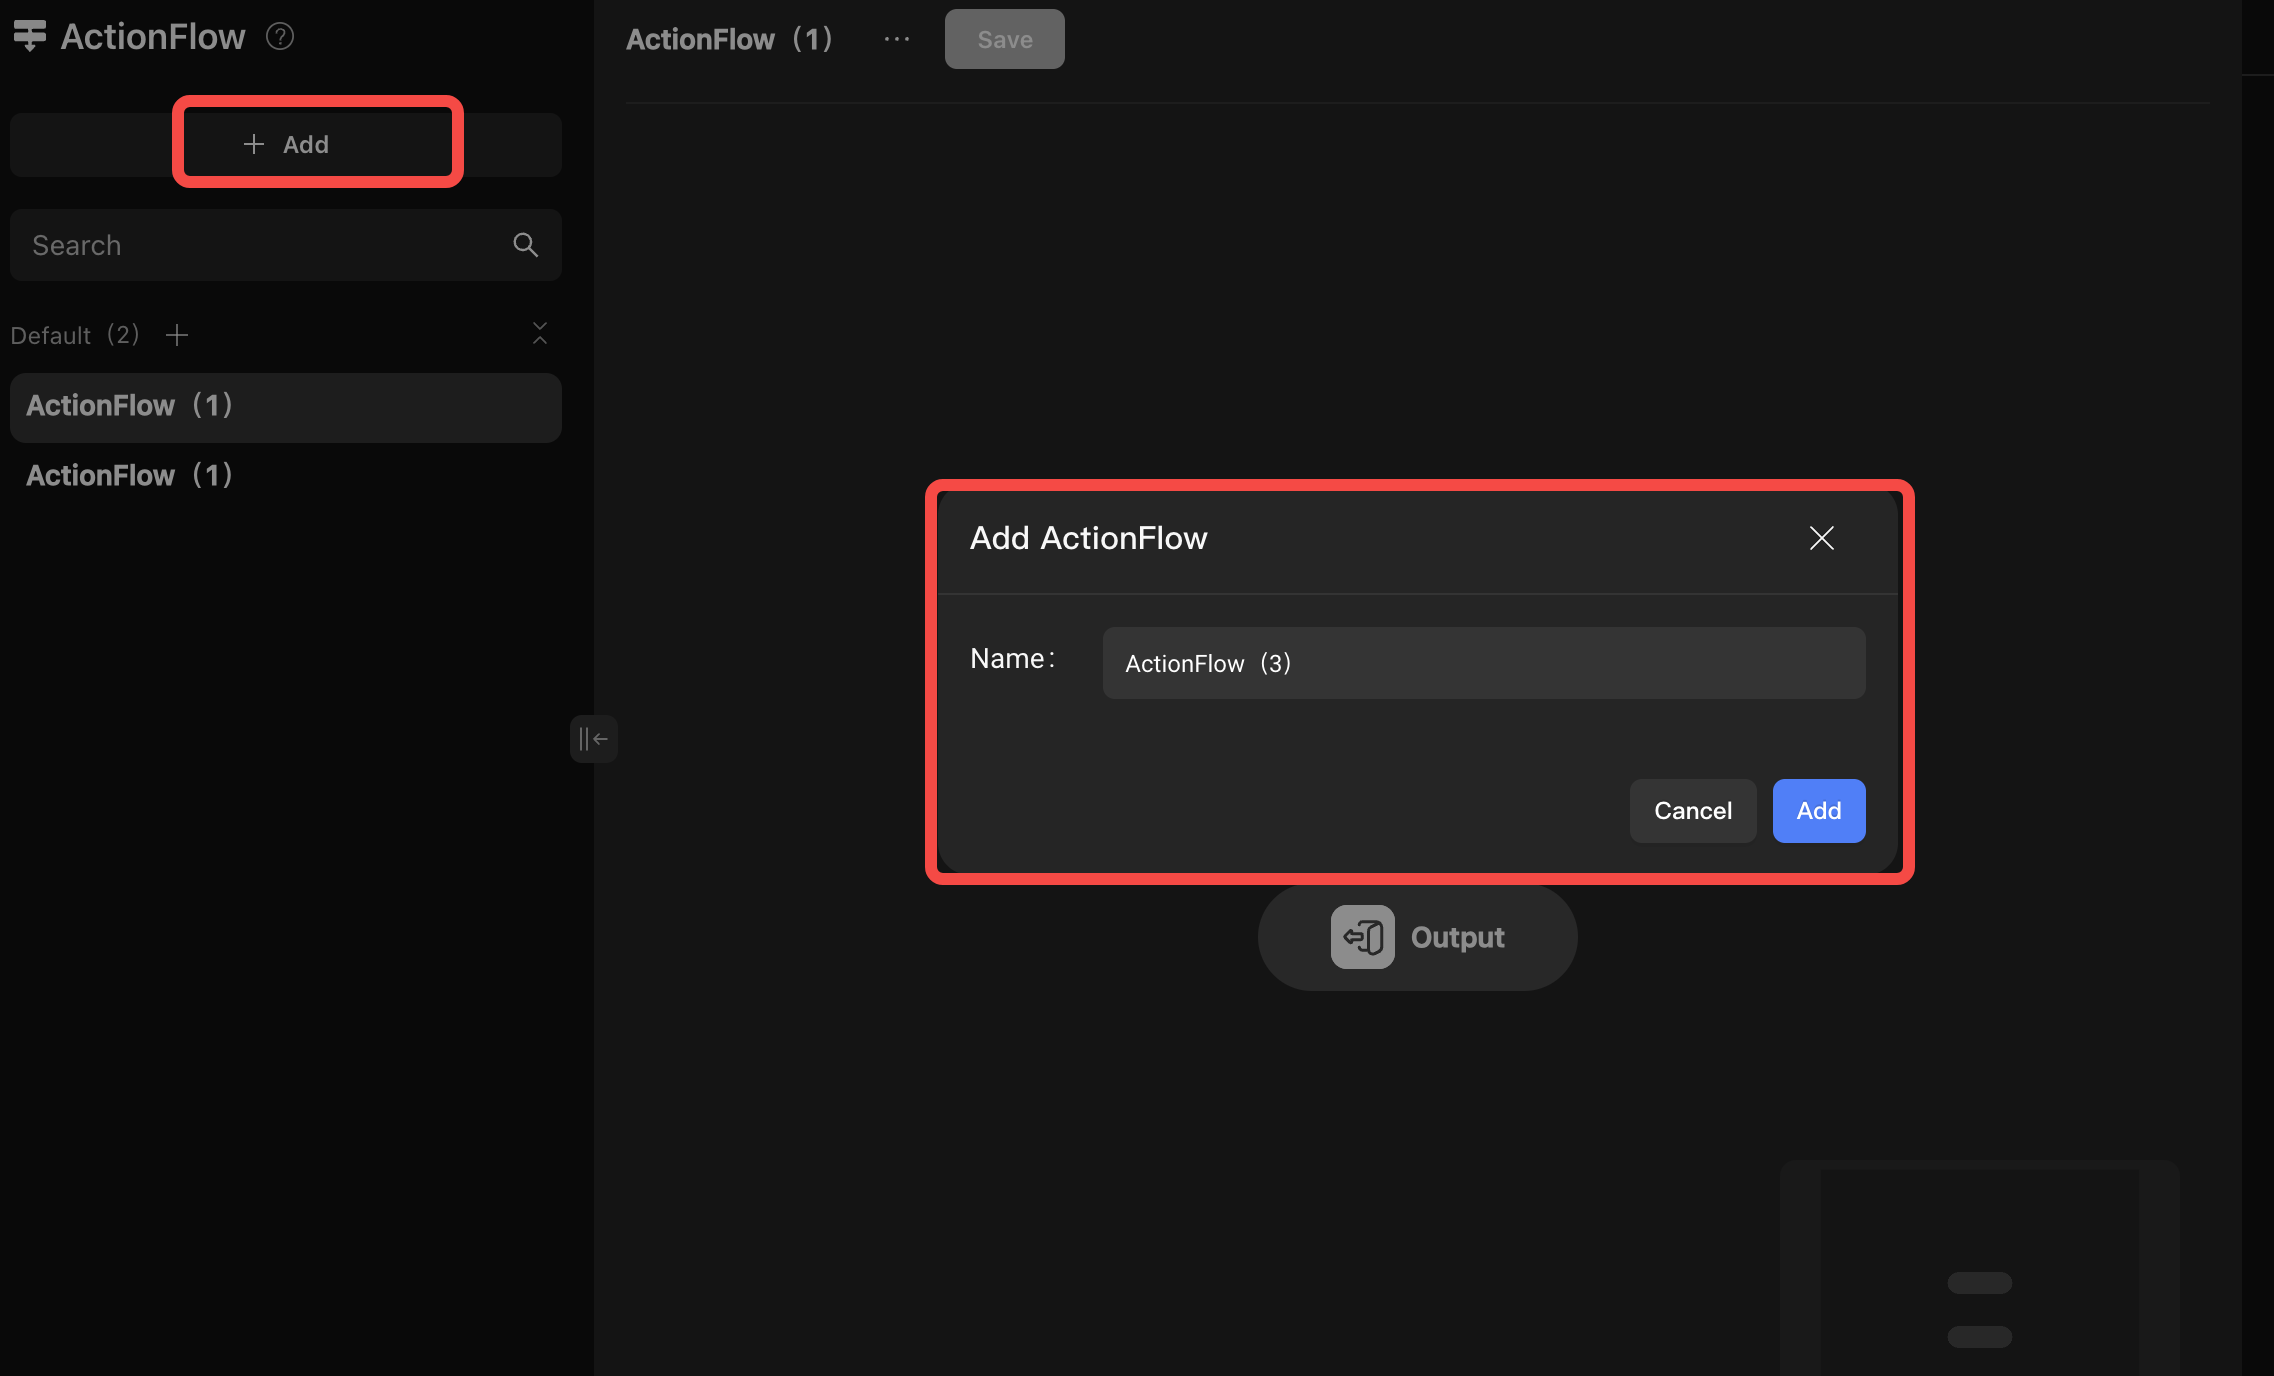 ActionFlow ?
ActionFlow（1） ··· Save
+ Add
Search
Default（2） +
ActionFlow（1）
ActionFlow（1）
Add ActionFlow
Name： ActionFlow（3）
Cancel Add
Output